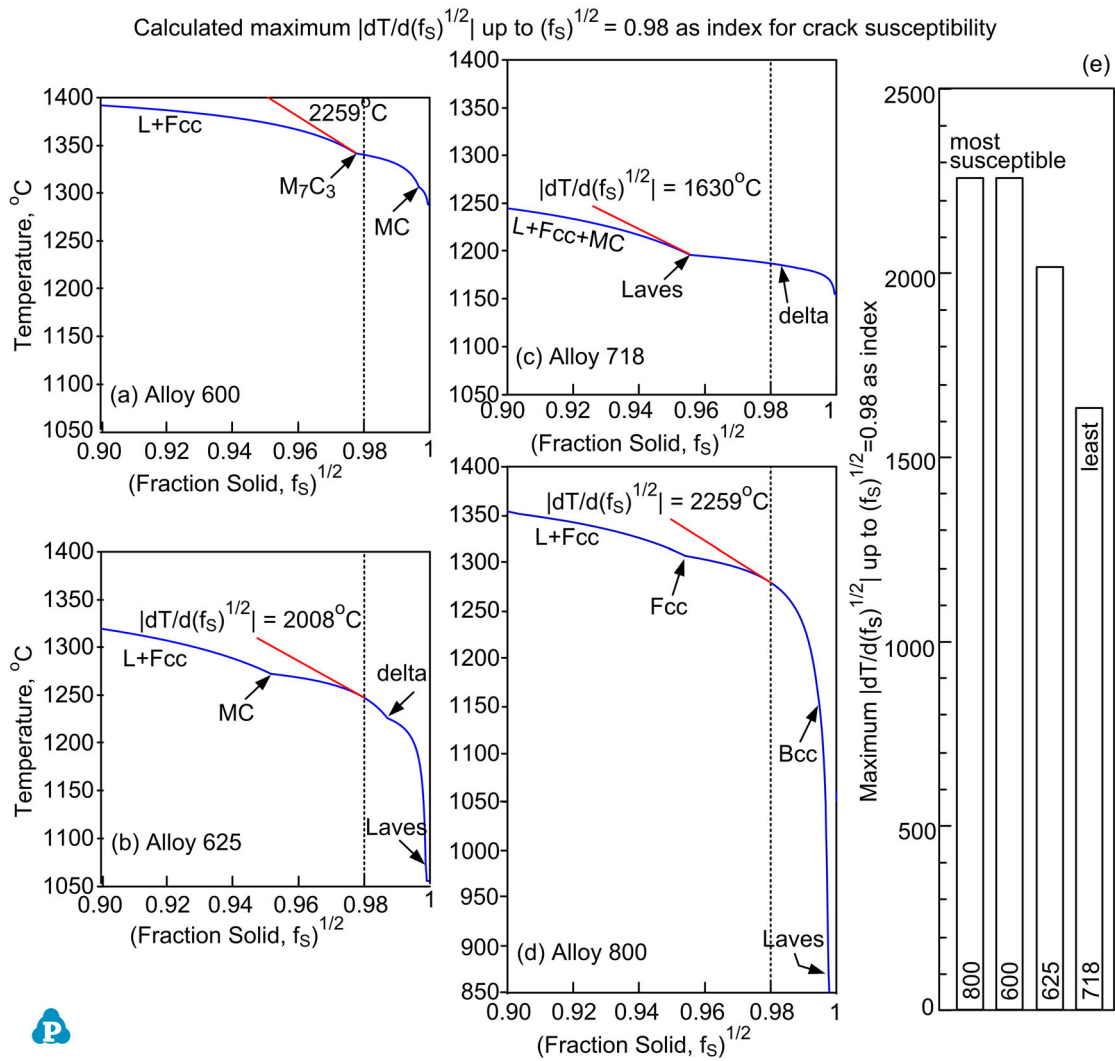 Calculated maximum |dT/d(fS)^1/2| up to (fS)^1/2 = 0.98 as index for crack susceptibility
1400
1350
1300
1250
1200
1150
1100
1050
Temperature, °C
L+Fcc
2259°C
M7C3
MC
(a) Alloy 600
0.90 0.92 0.94 0.96 0.98 1
(Fraction Solid, fS)^1/2
1400
1350
1300
1250
1200
1150
1100
1050
Temperature, °C
|dT/d(fS)^1/2| = 2008°C
L+Fcc
MC
delta
Laves
(b) Alloy 625
0.90 0.92 0.94 0.96 0.98 1
(Fraction Solid, fS)^1/2
1400
1350
1300
1250
1200
1150
1100
1050
|dT/d(fS)^1/2| = 1630°C
L+Fcc+MC
Laves
delta
(c) Alloy 718
0.90 0.92 0.94 0.96 0.98 1
(Fraction Solid, fS)^1/2
1400
1350
1300
1250
1200
1150
1100
1050
1000
950
900
850
|dT/d(fS)^1/2| = 2259°C
L+Fcc
Fcc
Bcc
Laves
(d) Alloy 800
0.90 0.92 0.94 0.96 0.98 1
(Fraction Solid, fS)^1/2
(e)
2500
2000
1500
1000
500
0
Maximum |dT/d(fS)^1/2| up to (fS)^1/2=0.98 as index
most
susceptible
least
800
600
625
718
P